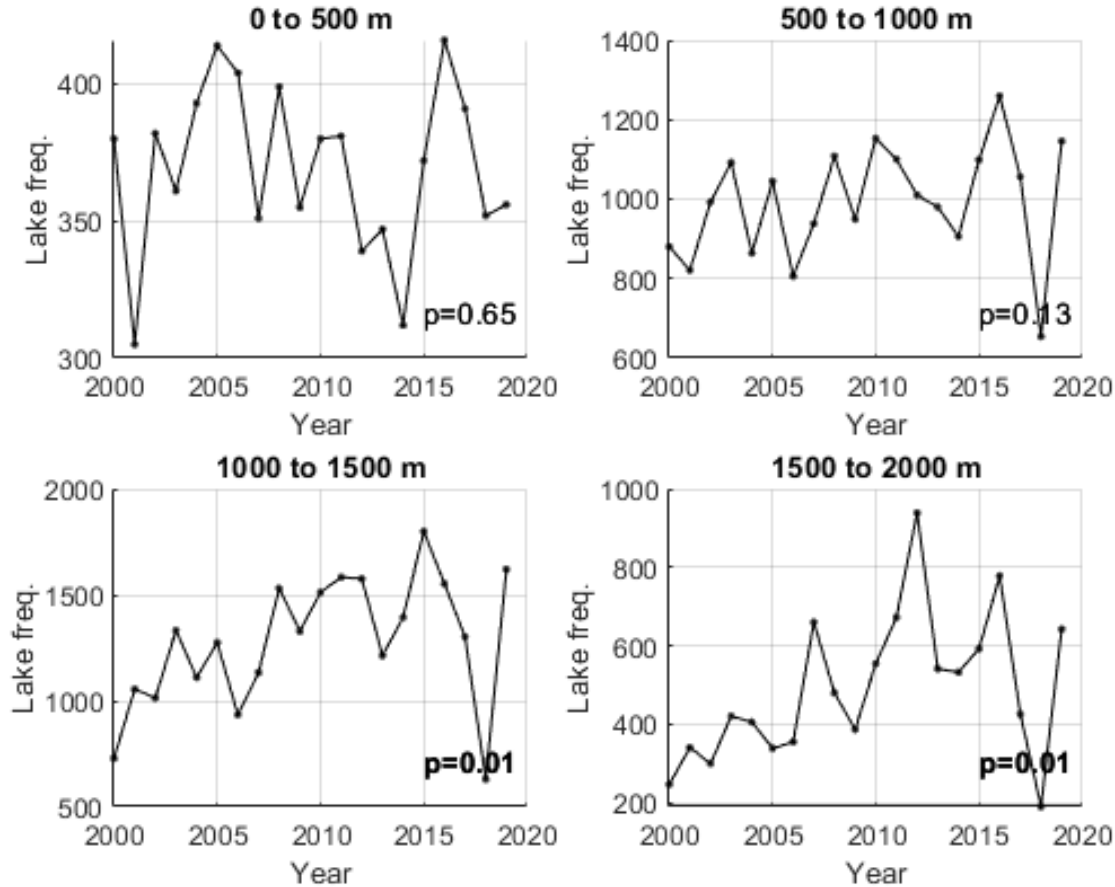 0 to 500 m
400
350
300
Lake freq.
p=0.65
2000 2005 2010 2015 2020
Year
500 to 1000 m
1400
1200
1000
800
600
Lake freq.
p=0.13
2000 2005 2010 2015 2020
Year
1000 to 1500 m
2000
1500
1000
500
Lake freq.
p=0.01
2000 2005 2010 2015 2020
Year
1500 to 2000 m
1000
800
600
400
200
Lake freq.
p=0.01
2000 2005 2010 2015 2020
Year